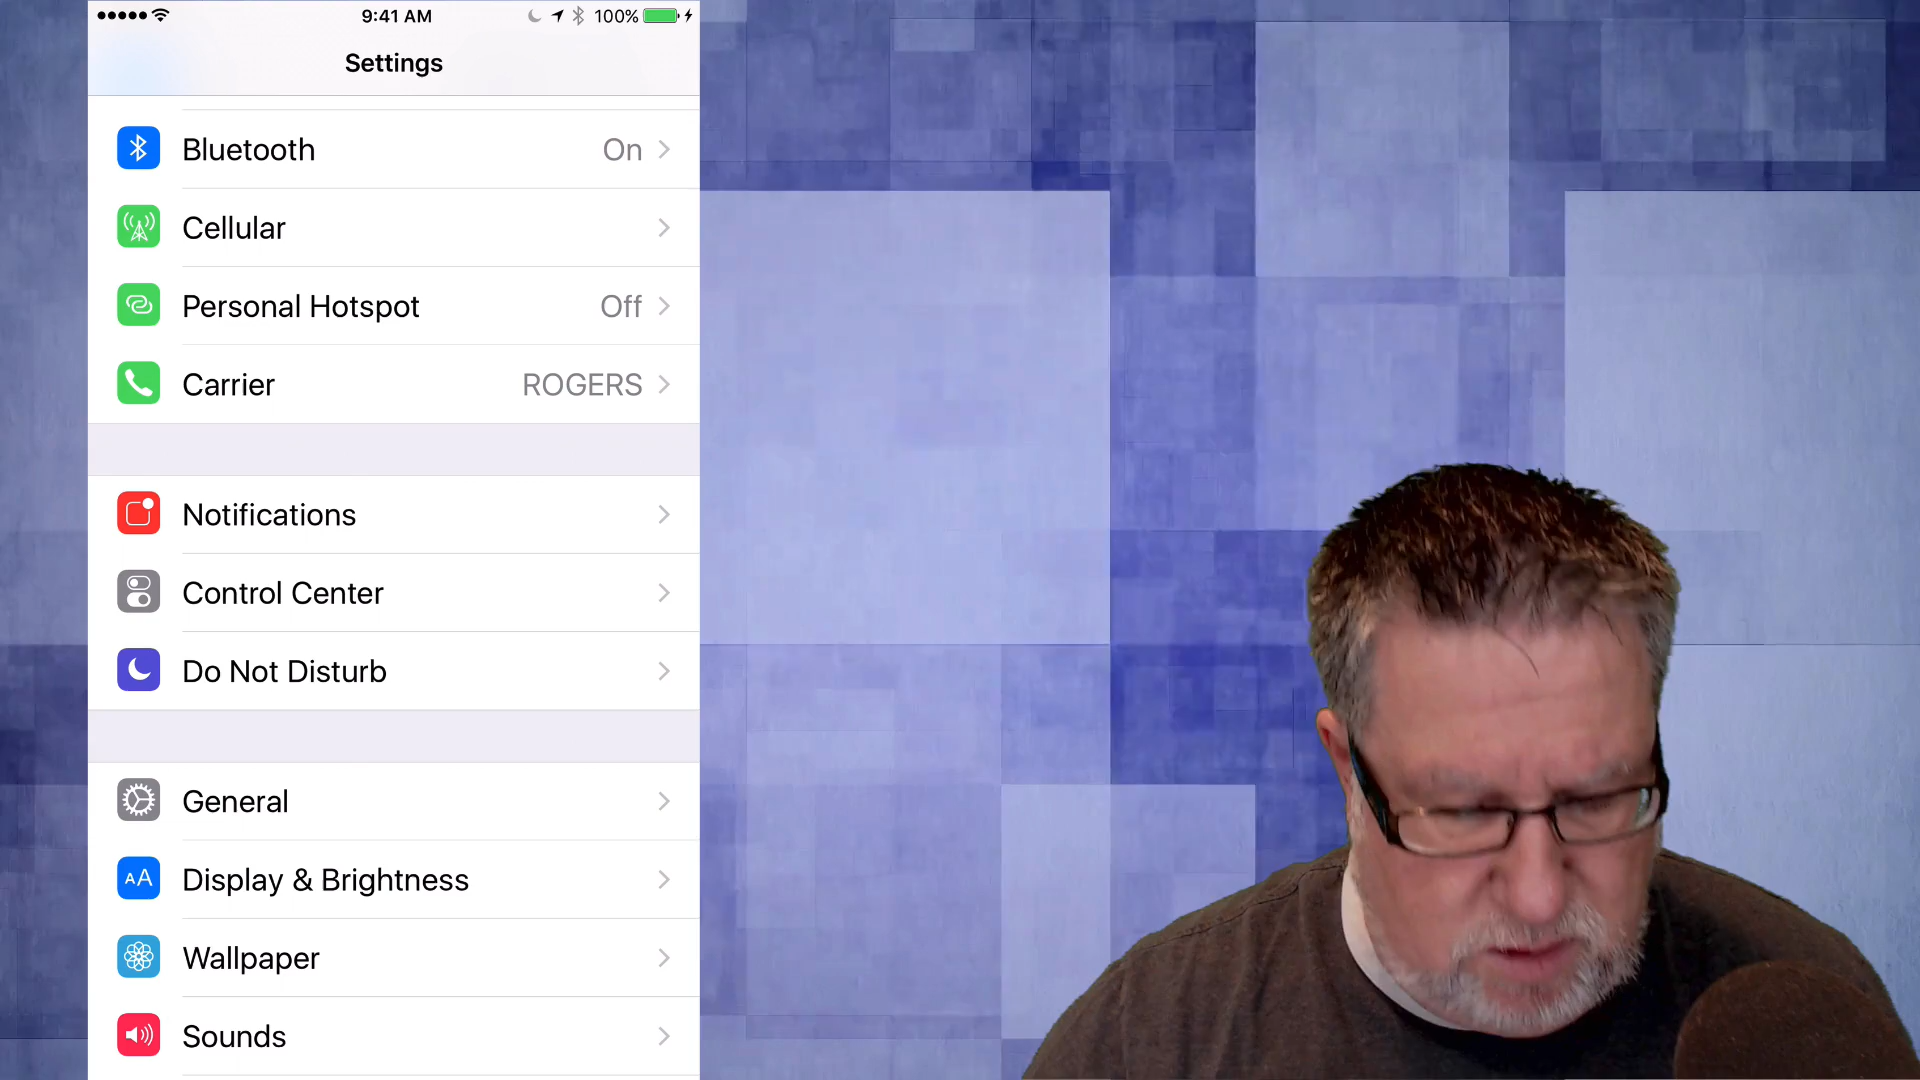 9:41 AM 100%
Settings
Bluetooth On
Cellular
Personal Hotspot Off
Carrier ROGERS
Notifications
Control Center
Do Not Disturb
General
AA Display & Brightness
Wallpaper
Sounds